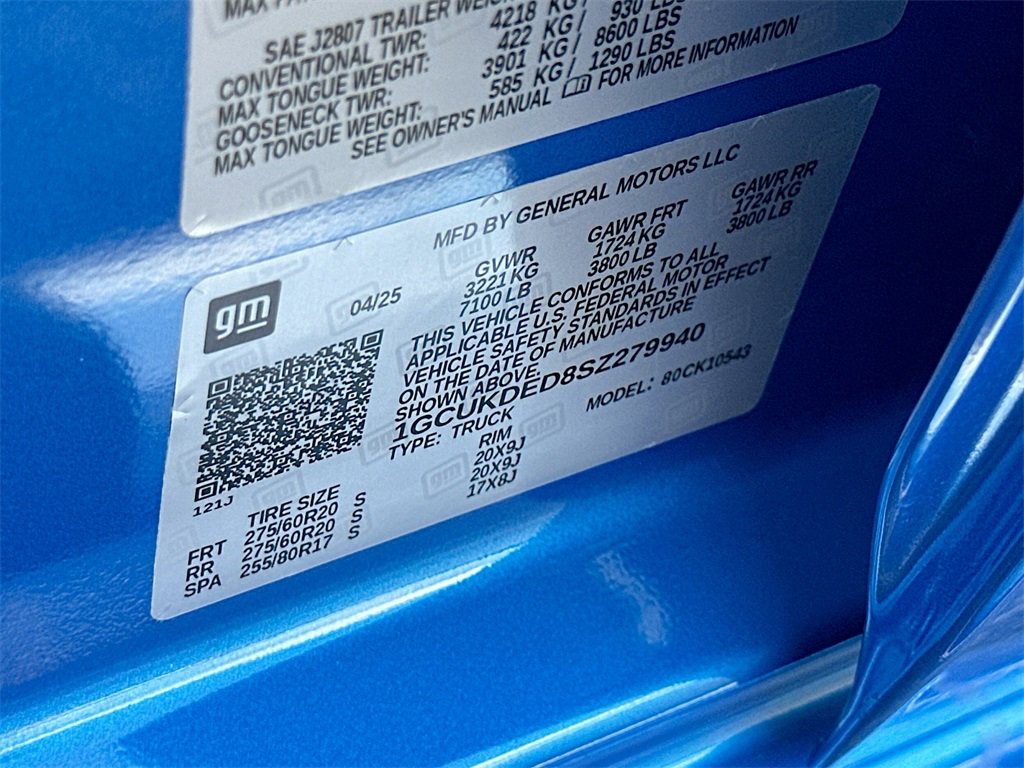 SAE J2807 TRAILER WEIGHT
CONVENTIONAL TWR: 4218 KG/
MAX TONGUE WEIGHT: 422 KG/ 930 LBS
GOOSENECK TWR: 3901 KG/ 8600 LBS
MAX TONGUE WEIGHT: 585 KG/ 1290 LBS
SEE OWNER'S MANUAL FOR MORE INFORMATION
gm
MFD BY GENERAL MOTORS LLC
04/25
GVWR GAWR FRT GAWR RR
3221 KG 1724 KG 1724 KG
7100 LB 3800 LB 3800 LB
THIS VEHICLE CONFORMS TO ALL
APPLICABLE U.S. FEDERAL MOTOR
VEHICLE SAFETY STANDARDS IN EFFECT
ON THE DATE OF MANUFACTURE
SHOWN ABOVE.
1GCUKDED8SZ279940
TYPE: TRUCK MODEL: 80CK10543
121J
TIRE SIZE RIM
FRT 275/60R20 S 20X9J
RR 275/60R20 S 20X9J
SPA 255/80R17 S 17X8J